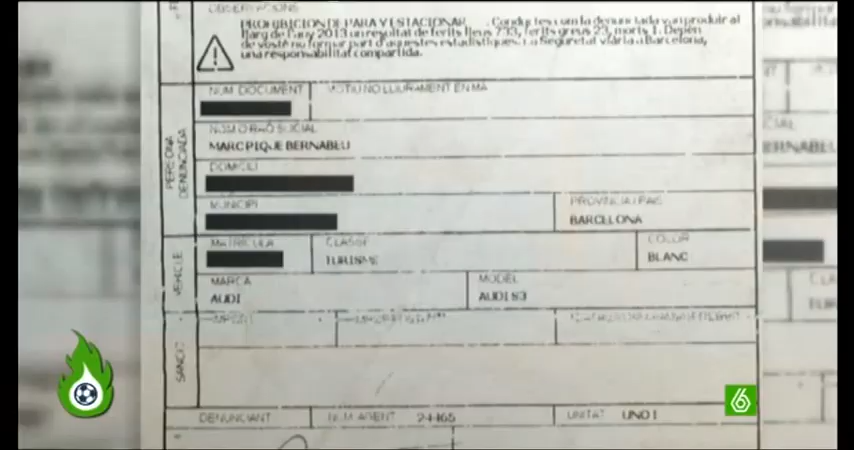 OBSERVACIONS
PROHIBICION DE PARA Y ESTACIONAR . Conductes com la denunciada van produir al
llarg de l'any 2013 un resultat de ferits lleus 733, ferits greus 23, morts 1. Depèn
de vostè no formar part d'aquestes estadístiques. La Seguretat viària a Barcelona,
una responsabilitat compartida.
PERSONA DENUNCIADA
NUM DOCUMENT MOTIU NO LLIURAMENT EN MÀ
NOM O RAÓ SOCIAL
MARC PIQUE BERNABEU
DOMICILI
MUNICIPI PROVÍNCIA / PAÍS
BARCELONA
VEHICLE
MATRÍCULA CLASSE COLOR
TURISME BLANC
MARCA MODEL
AUDI AUDI S3
SANCIÓ
IMPORT
DENUNCIANT NUM AGENT 24465 UNITAT UNO1
6
ERNABEU